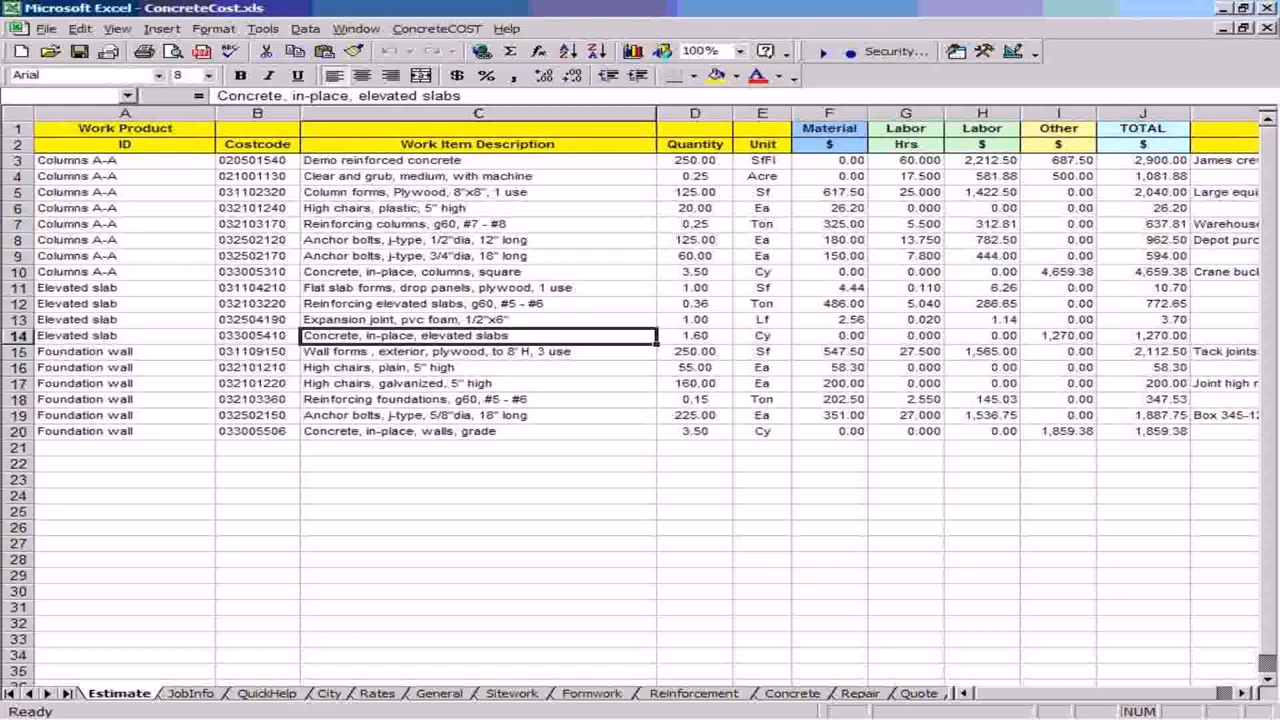 Microsoft Excel - ConcreteCost.xls
File Edit View Insert Format Tools Data Window ConcreteCOST Help
100% Security...
Arial 8 B I U $ % ,
= Concrete, in-place, elevated slabs
A B C D E F G H I J
1 Work Product Material Labor Labor Other TOTAL
2 ID Costcode Work Item Description Quantity Unit $ Hrs $ $ $
3 Columns A-A 020501540 Demo reinforced concrete 250.00 SfFl 0.00 60.000 2,212.50 687.50 2,900.00 James cre
4 Columns A-A 021001130 Clear and grub, medium, with machine 0.25 Acre 0.00 17.500 581.88 500.00 1,081.88
5 Columns A-A 031102320 Column forms, Plywood, 8"x8", 1 use 125.00 Sf 617.50 25.000 1,422.50 0.00 2,040.00 Large equi
6 Columns A-A 032101240 High chairs, plastic, 5" high 20.00 Ea 26.20 0.000 0.00 0.00 26.20
7 Columns A-A 032103170 Reinforcing columns, g60, #7 - #8 0.25 Ton 325.00 5.500 312.81 0.00 637.81 Warehouse
8 Columns A-A 032502120 Anchor bolts, j-type, 1/2"dia, 12" long 125.00 Ea 180.00 13.750 782.50 0.00 962.50 Depot purc
9 Columns A-A 032502170 Anchor bolts, j-type, 3/4"dia, 18" long 60.00 Ea 150.00 7.800 444.00 0.00 594.00
10 Columns A-A 033005310 Concrete, in-place, columns, square 3.50 Cy 0.00 0.000 0.00 4,659.38 4,659.38 Crane buck
11 Elevated slab 031104210 Flat slab forms, drop panels, plywood, 1 use 1.00 Sf 4.44 0.110 6.26 0.00 10.70
12 Elevated slab 032103220 Reinforcing elevated slabs, g60, #5 - #6 0.36 Ton 486.00 5.040 286.65 0.00 772.65
13 Elevated slab 032504190 Expansion joint, pvc foam, 1/2"x6" 1.00 Lf 2.56 0.020 1.14 0.00 3.70
14 Elevated slab 033005410 Concrete, in-place, elevated slabs 1.60 Cy 0.00 0.000 0.00 1,270.00 1,270.00
15 Foundation wall 031109150 Wall forms , exterior, plywood, to 8' H, 3 use 250.00 Sf 547.50 27.500 1,565.00 0.00 2,112.50 Tack joints
16 Foundation wall 032101210 High chairs, plain, 5" high 55.00 Ea 58.30 0.000 0.00 0.00 58.30
17 Foundation wall 032101220 High chairs, galvanized, 5" high 160.00 Ea 200.00 0.000 0.00 0.00 200.00 Joint high r
18 Foundation wall 032103360 Reinforcing foundations, g60, #5 - #6 0.15 Ton 202.50 2.550 145.03 0.00 347.53
19 Foundation wall 032502150 Anchor bolts, j-type, 5/8"dia, 18" long 225.00 Ea 351.00 27.000 1,536.75 0.00 1,887.75 Box 345-12
20 Foundation wall 033005506 Concrete, in-place, walls, grade 3.50 Cy 0.00 0.000 0.00 1,859.38 1,859.38
21
22
23
24
25
26
27
28
29
30
31
32
33
34
35
Estimate JobInfo QuickHelp City Rates General Sitework Formwork Reinforcement Concrete Repair Quote
Ready NUM